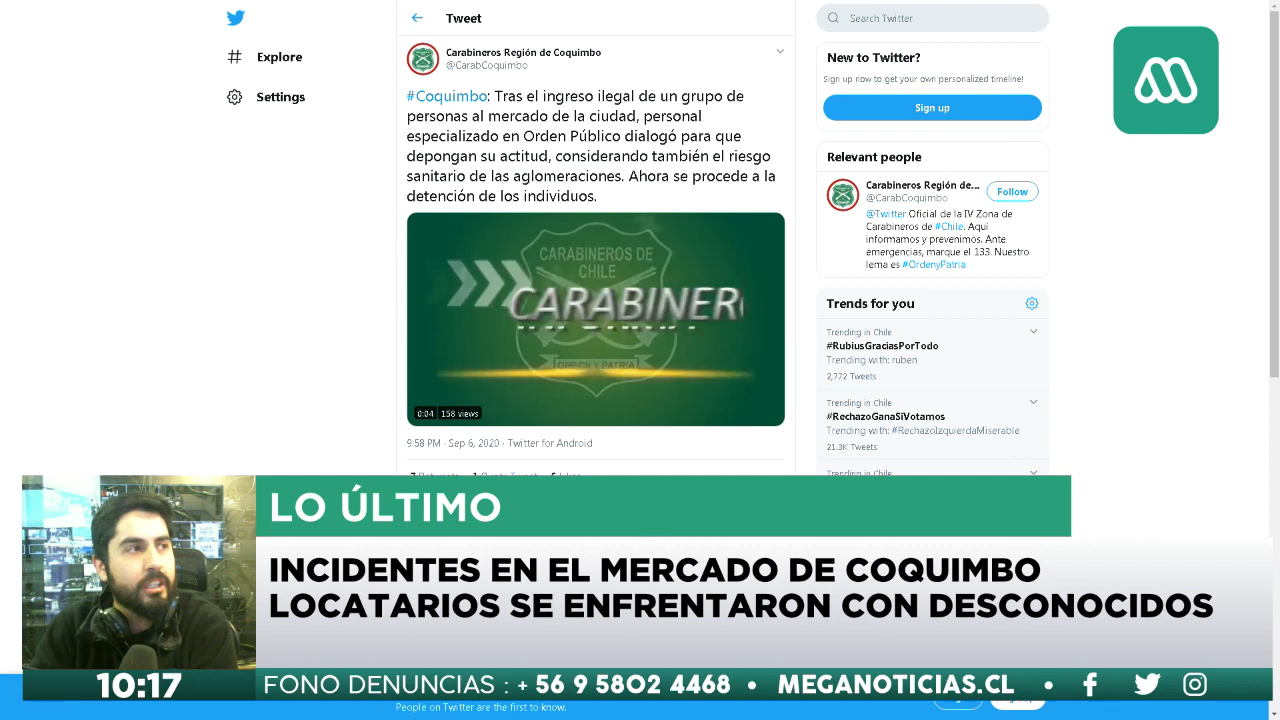 Tweet
Search Twitter
Explore
Settings
Carabineros Región de Coquimbo
@CarabCoquimbo
#Coquimbo: Tras el ingreso ilegal de un grupo de
personas al mercado de la ciudad, personal
especializado en Orden Público dialogó para que
depongan su actitud, considerando también el riesgo
sanitario de las aglomeraciones. Ahora se procede a la
detención de los individuos.
CARABINEROS DE
CHILE
CARABINER
ORDEN Y PATRIA
0:04 158 views
9:58 PM · Sep 6, 2020 · Twitter for Android
New to Twitter?
Sign up now to get your own personalized timeline!
Sign up
Relevant people
Carabineros Región de...
@CarabCoquimbo
Follow
@Twitter Oficial de la IV Zona de
Carabineros de #Chile. Aquí
informamos y prevenimos. Ante
emergencias, marque el 133. Nuestro
lema es #OrdenyPatria
Trends for you
Trending in Chile
#RubiusGraciasPorTodo
Trending with: ruben
2,772 Tweets
Trending in Chile
#RechazoGanaSiVotamos
Trending with: #RechazoIzquierdaMiserable
21.3K Tweets
Trending in Chile
LO ÚLTIMO
INCIDENTES EN EL MERCADO DE COQUIMBO
LOCATARIOS SE ENFRENTARON CON DESCONOCIDOS
10:17
FONO DENUNCIAS : + 56 9 5802 4468 • MEGANOTICIAS.CL •
People on Twitter are the first to know.